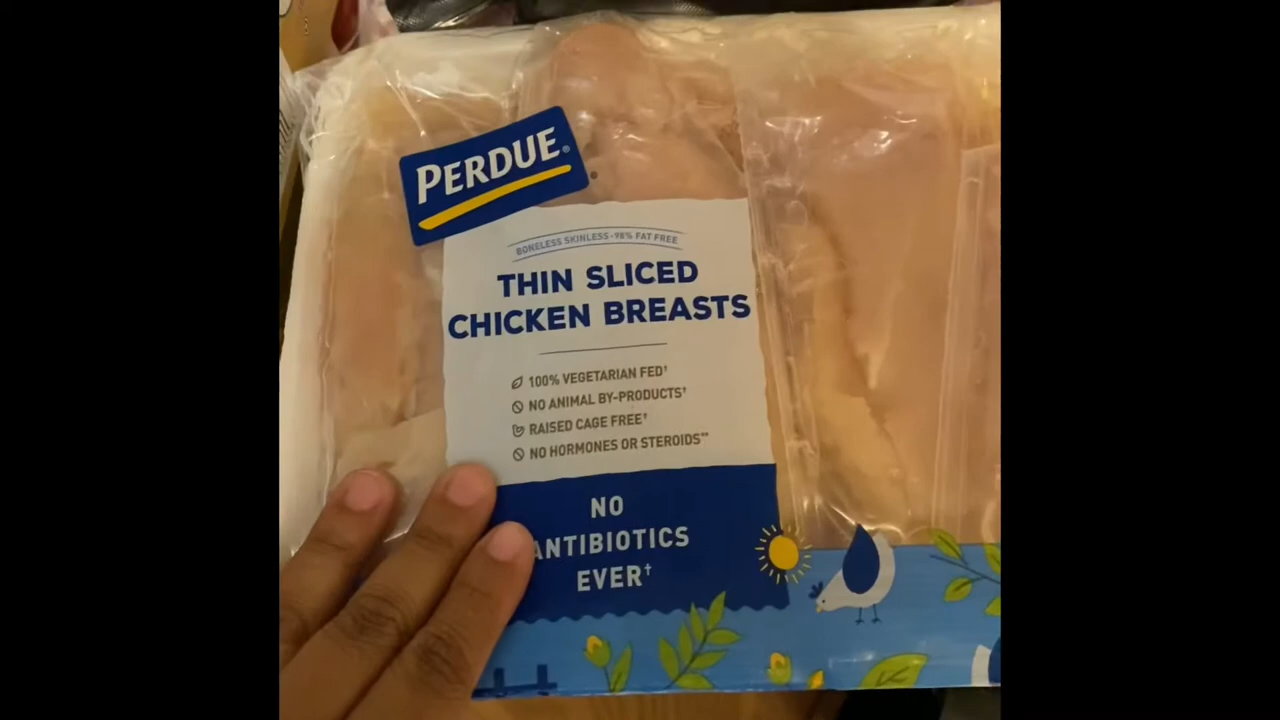 PERDUE®
BONELESS SKINLESS-98% FAT FREE
THIN SLICED
CHICKEN BREASTS
100% VEGETARIAN FED†
NO ANIMAL BY-PRODUCTS†
RAISED CAGE FREE†
NO HORMONES OR STEROIDS**
NO
ANTIBIOTICS
EVER†